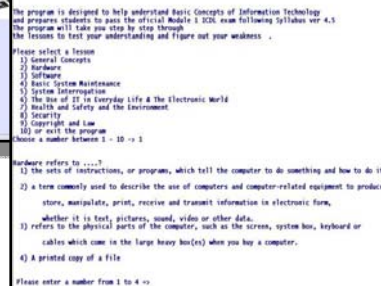 The program is designed to help understand Basic Concepts of Information Technology
and prepares students to pass the oficial Module 1 ICDL exam following Syllabus ver 4.5
The program will take you step by step through
the lessons to test your understanding and figure out your weakness .
Please select a lesson
1) General Concepts
2) Hardware
3) Software
4) Basic System Maintenance
5) System Interrogation
6) The Use of IT in Everyday Life & The Electronic World
7) Health and Safety and the Environment
8) Security
9) Copyright and Law
10) or exit the program
Choose a number between 1 - 10 -> 1
Hardware refers to ....?
1) the sets of instructions, or programs, which tell the computer to do something and how to do it
2) a term commonly used to describe the use of computers and computer-related equipment to produce
store, manipulate, print, receive and transmit information in electronic form,
whether it is text, pictures, sound, video or other data.
3) refers to the physical parts of the computer, such as the screen, system box, keyboard or
cables which come in the large heavy box(es) when you buy a computer.
4) A printed copy of a file
Please enter a number from 1 to 4 =>